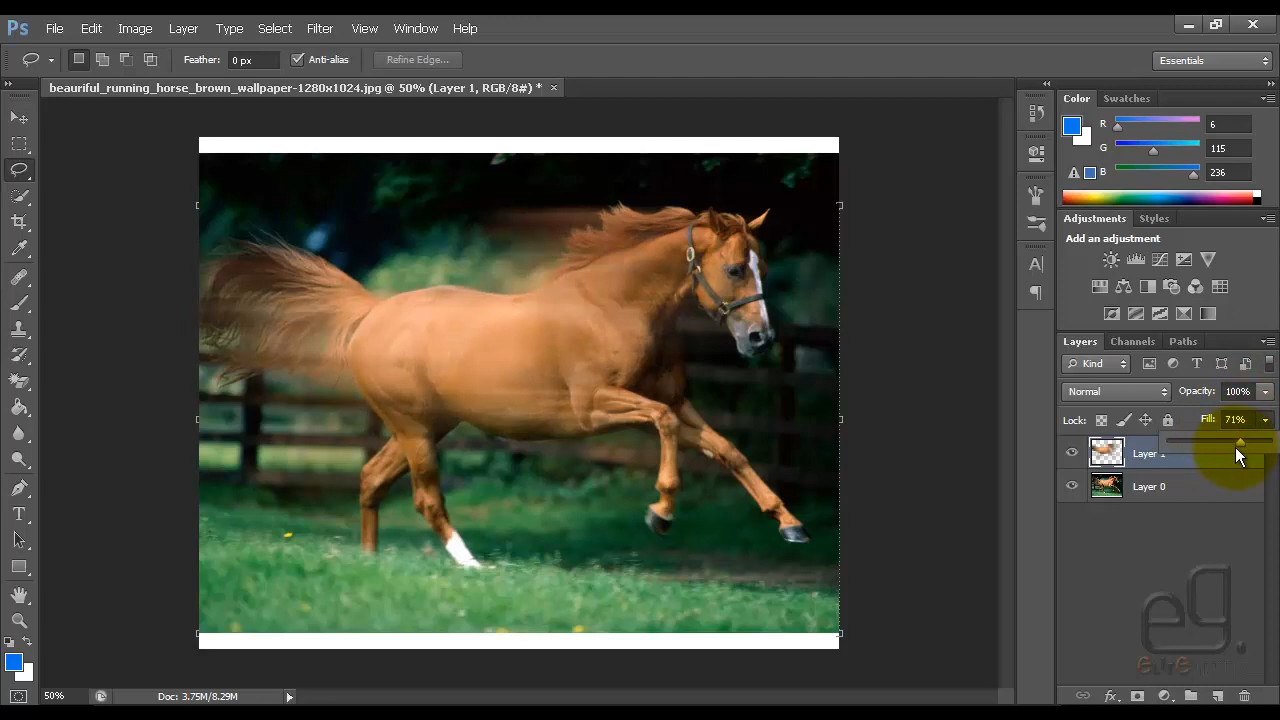 Ps File Edit Image Layer Type Select Filter View Window Help
Feather: 0 px Anti-alias Refine Edge... Essentials
beauriful_running_horse_brown_wallpaper-1280x1024.jpg @ 50% (Layer 1, RGB/8#) * ×
Color Swatches
R 6
G 115
B 236
Adjustments Styles
Add an adjustment
Layers Channels Paths
Kind
Normal Opacity: 100%
Lock: Fill: 71%
Layer 1
Layer 0
eg.
50% Doc: 3.75M/8.29M